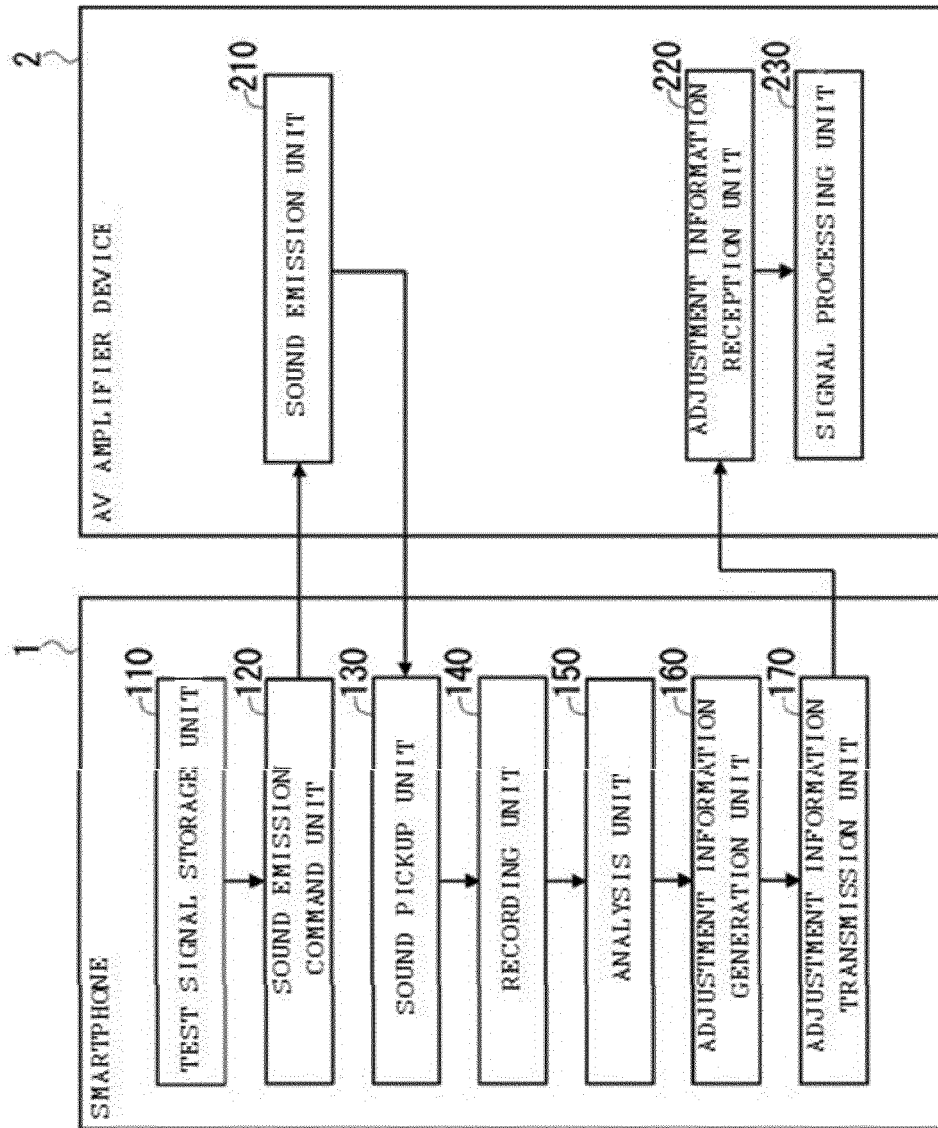 SMARTPHONE
1
TEST SIGNAL STORAGE UNIT
110
SOUND EMISSION
COMMAND UNIT
120
SOUND PICKUP UNIT
130
RECORDING UNIT
140
ANALYSIS UNIT
150
ADJUSTMENT INFORMATION
GENERATION UNIT
160
ADJUSTMENT INFORMATION
TRANSMISSION UNIT
170
AV AMPLIFIER DEVICE
2
SOUND EMISSION UNIT
210
ADJUSTMENT INFORMATION
RECEPTION UNIT
220
SIGNAL PROCESSING UNIT
230